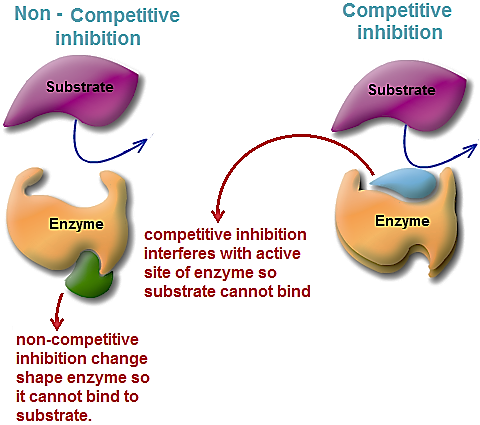 Non - Competitive
inhibition
Substrate
Enzyme
non-competitive
inhibition change
shape enzyme so
it cannot bind to
substrate.
Competitive
inhibition
Substrate
Enzyme
competitive inhibition
interferes with active
site of enzyme so
substrate cannot bind